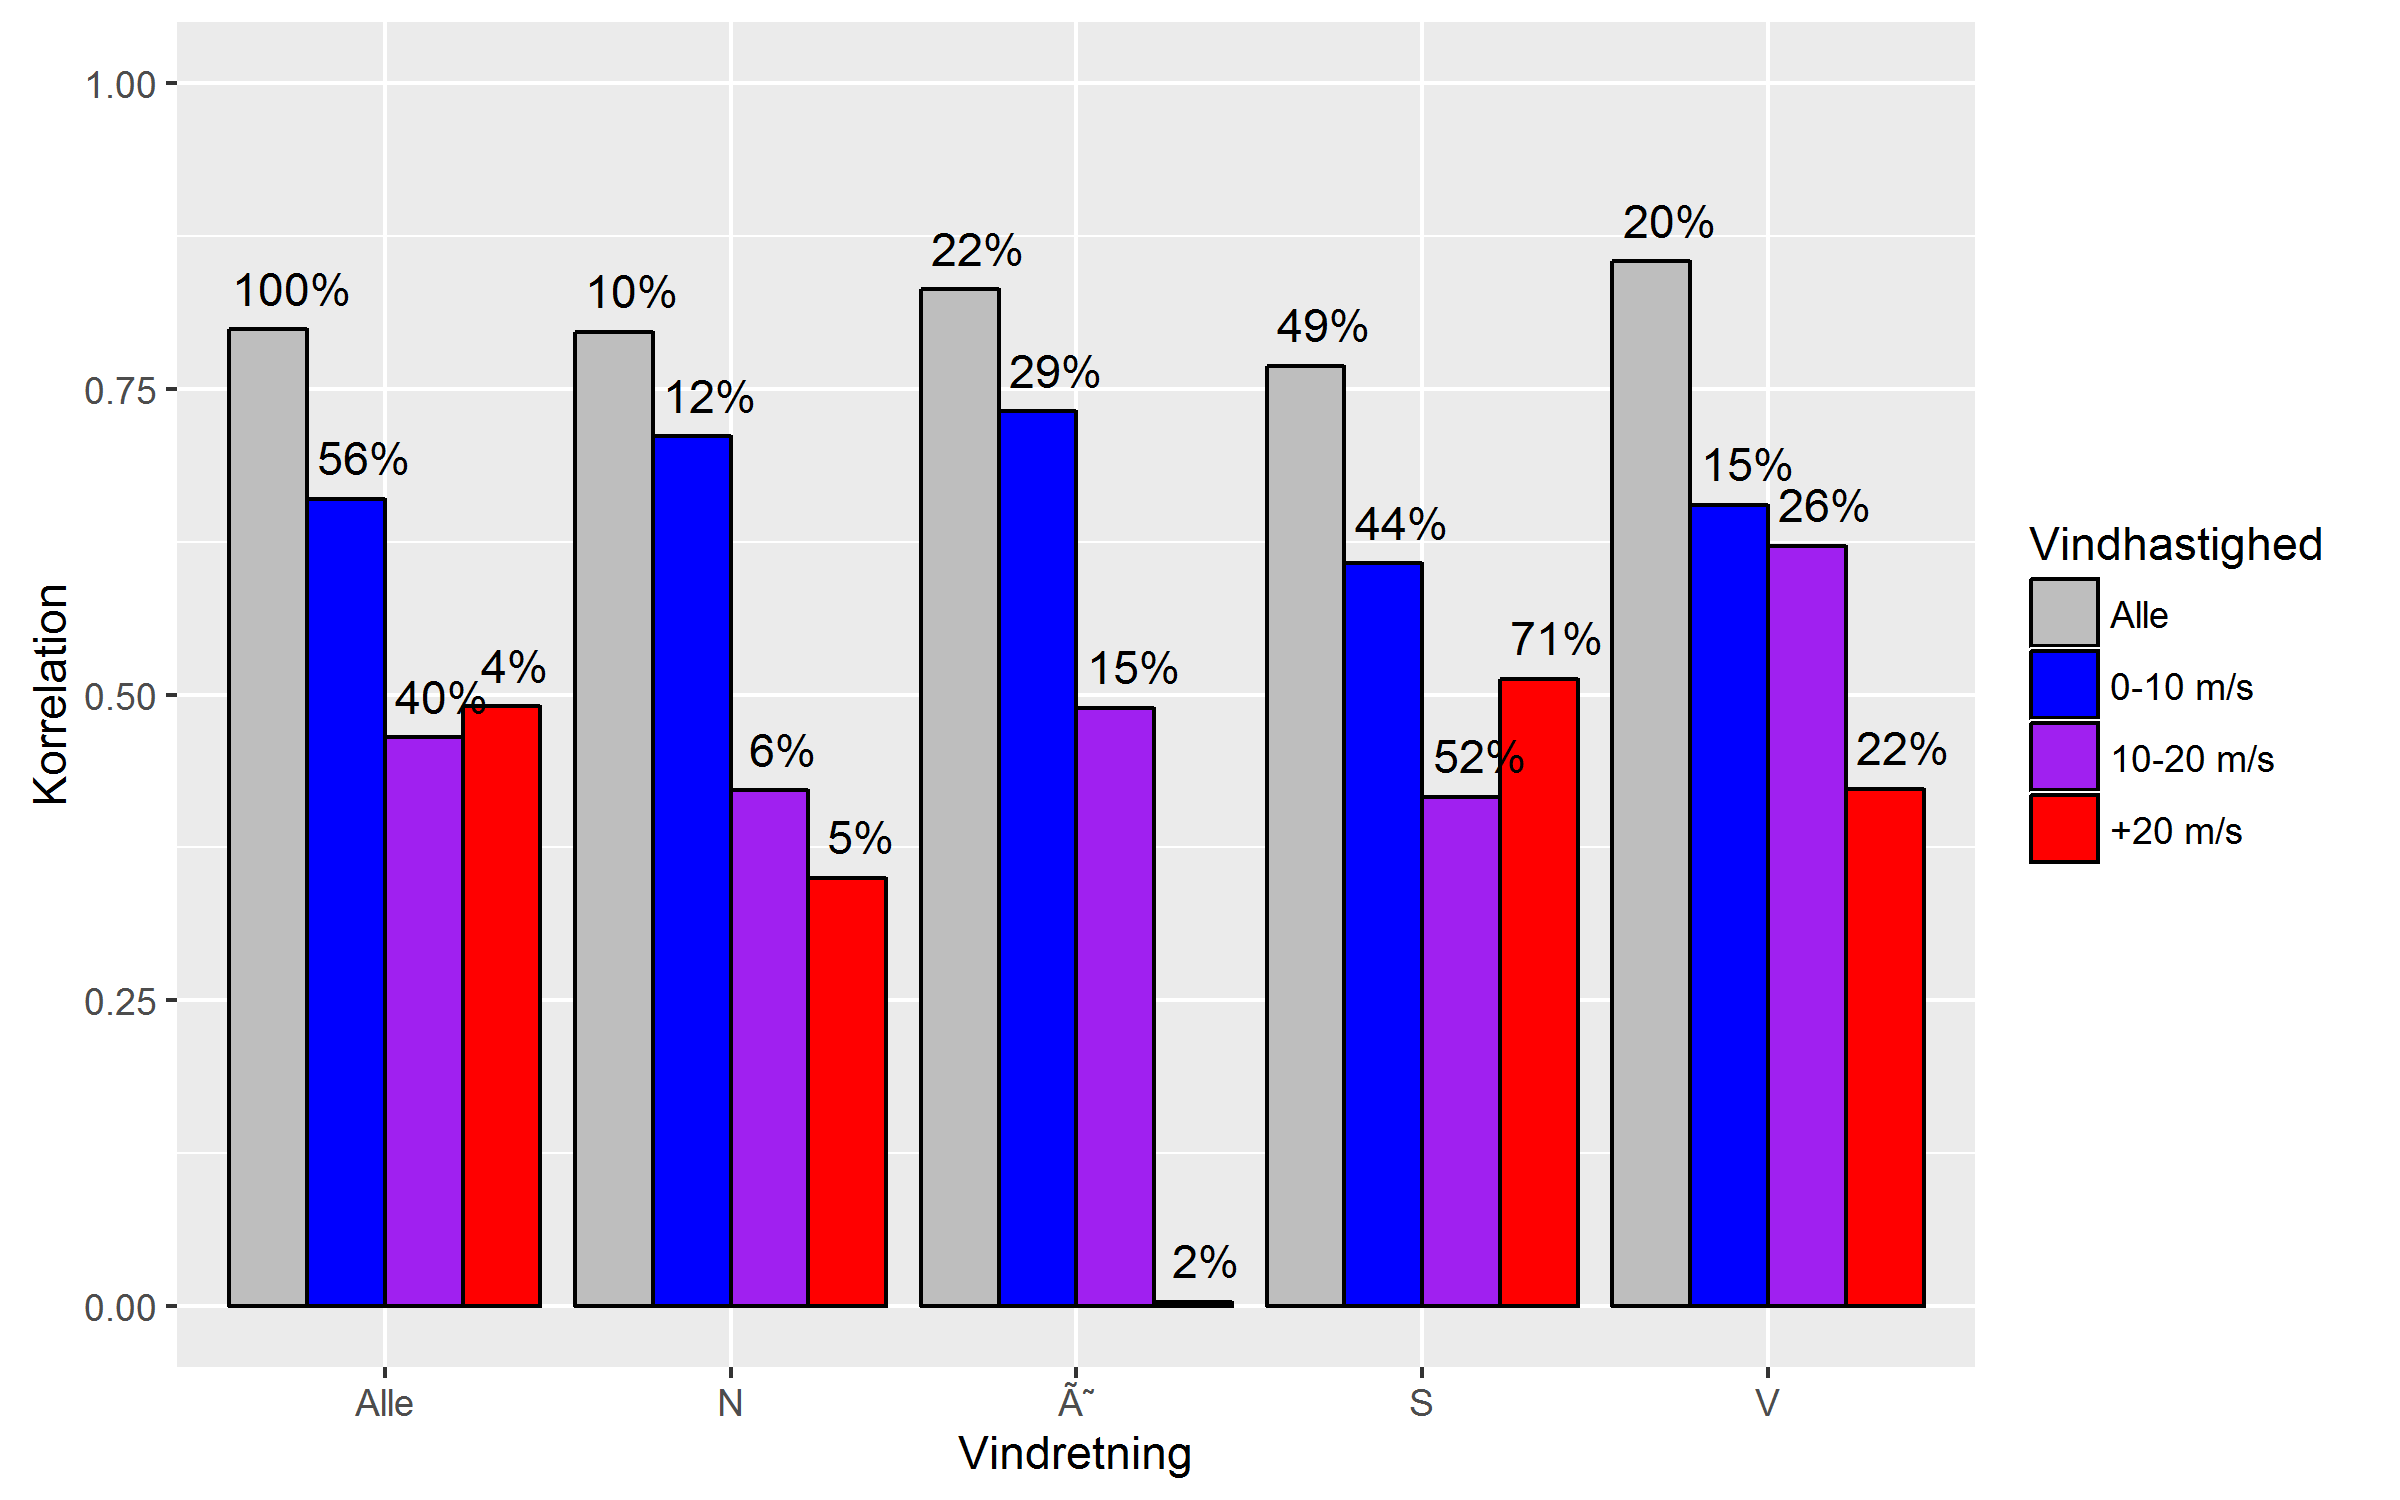 1.00
0.75
0.50
0.25
0.00
Korrelation
100%
56%
40%
4%
10%
12%
6%
5%
22%
29%
15%
2%
49%
44%
52%
71%
20%
15%
26%
22%
Alle
N
Ã˜
S
V
Vindretning
Vindhastighed
Alle
0-10 m/s
10-20 m/s
+20 m/s